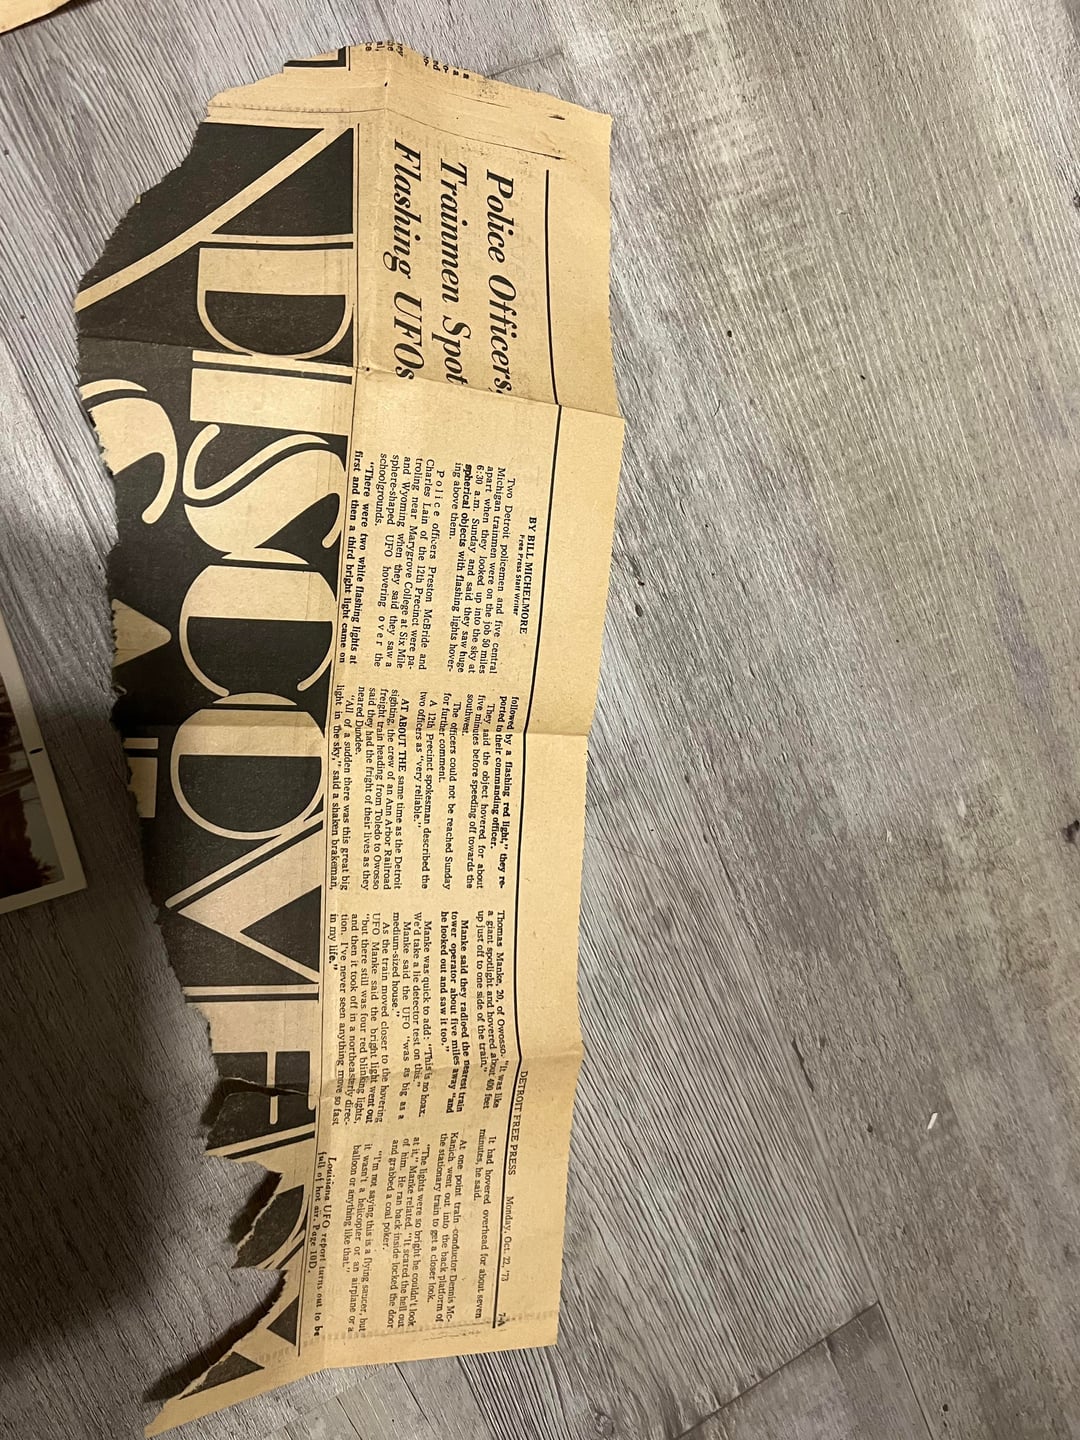 DETROIT FREE PRESS Monday, Oct. 22, '73 7-A
Police Officers,
Trainmen Spot
Flashing UFOs
BY BILL MICHELMORE
Free Press Staff Writer
Two Detroit policemen and five central
Michigan trainmen were on the job 50 miles
apart when they looked up into the sky at
6:30 a.m. Sunday and said they saw huge
spherical objects with flashing lights hover-
ing above them.
Police officers Preston McBride and
Charles Lain of the 12th Precinct were pa-
troling near Marygrove College at Six Mile
and Wyoming when they said they saw a
sphere-shaped UFO hovering over the
schoolgrounds.
"There were two white flashing lights at
first and then a third bright light came on
followed by a flashing red light," they re-
ported to their commanding officer.
They said the object hovered for about
five minutes before speeding off towards the
southwest.
The officers could not be reached Sunday
for further comment.
A 12th Precinct spokesman described the
two officers as "very reliable."
AT ABOUT THE same time as the Detroit
sighting, the crew of an Ann Arbor Railroad
freight train heading from Toledo to Owosso
said they had the fright of their lives as they
neared Dundee.
"All of a sudden there was this great big
light in the sky," said a shaken brakeman,
Thomas Manke, 20, of Owosso. "It was like
a giant spotlight and hovered about 400 feet
up just off to one side of the train."
Manke said they radioed the nearest train
tower operator about five miles away "and
he looked out and saw it too."
Manke was quick to add: "This is no hoax.
We'd take a lie detector test on this."
Manke said the UFO "was as big as a
medium-sized house."
As the train moved closer to the hovering
UFO Manke said the bright light went out
"but there still was four red blinking lights,
and then it took off in a northeasterly direc-
tion. I've never seen anything move so fast
in my life."
It had hovered overhead for about seven
minutes, he said.
At one point train conductor Dennis Mc-
Kanich went out into the back platform of
the stationary train to get a closer look.
"The lights were so bright he couldn't look
at it," Manke related. "It scared the hell out
of him. He ran back inside locked the door
and grabbed a coal poker.
"I'm not saying this is a flying saucer, but
it wasn't a helicopter or an airplane or a
balloon or anything like that."
Louisiana UFO report turns out to be
full of hot air. Page 10D.
DISCOVERY